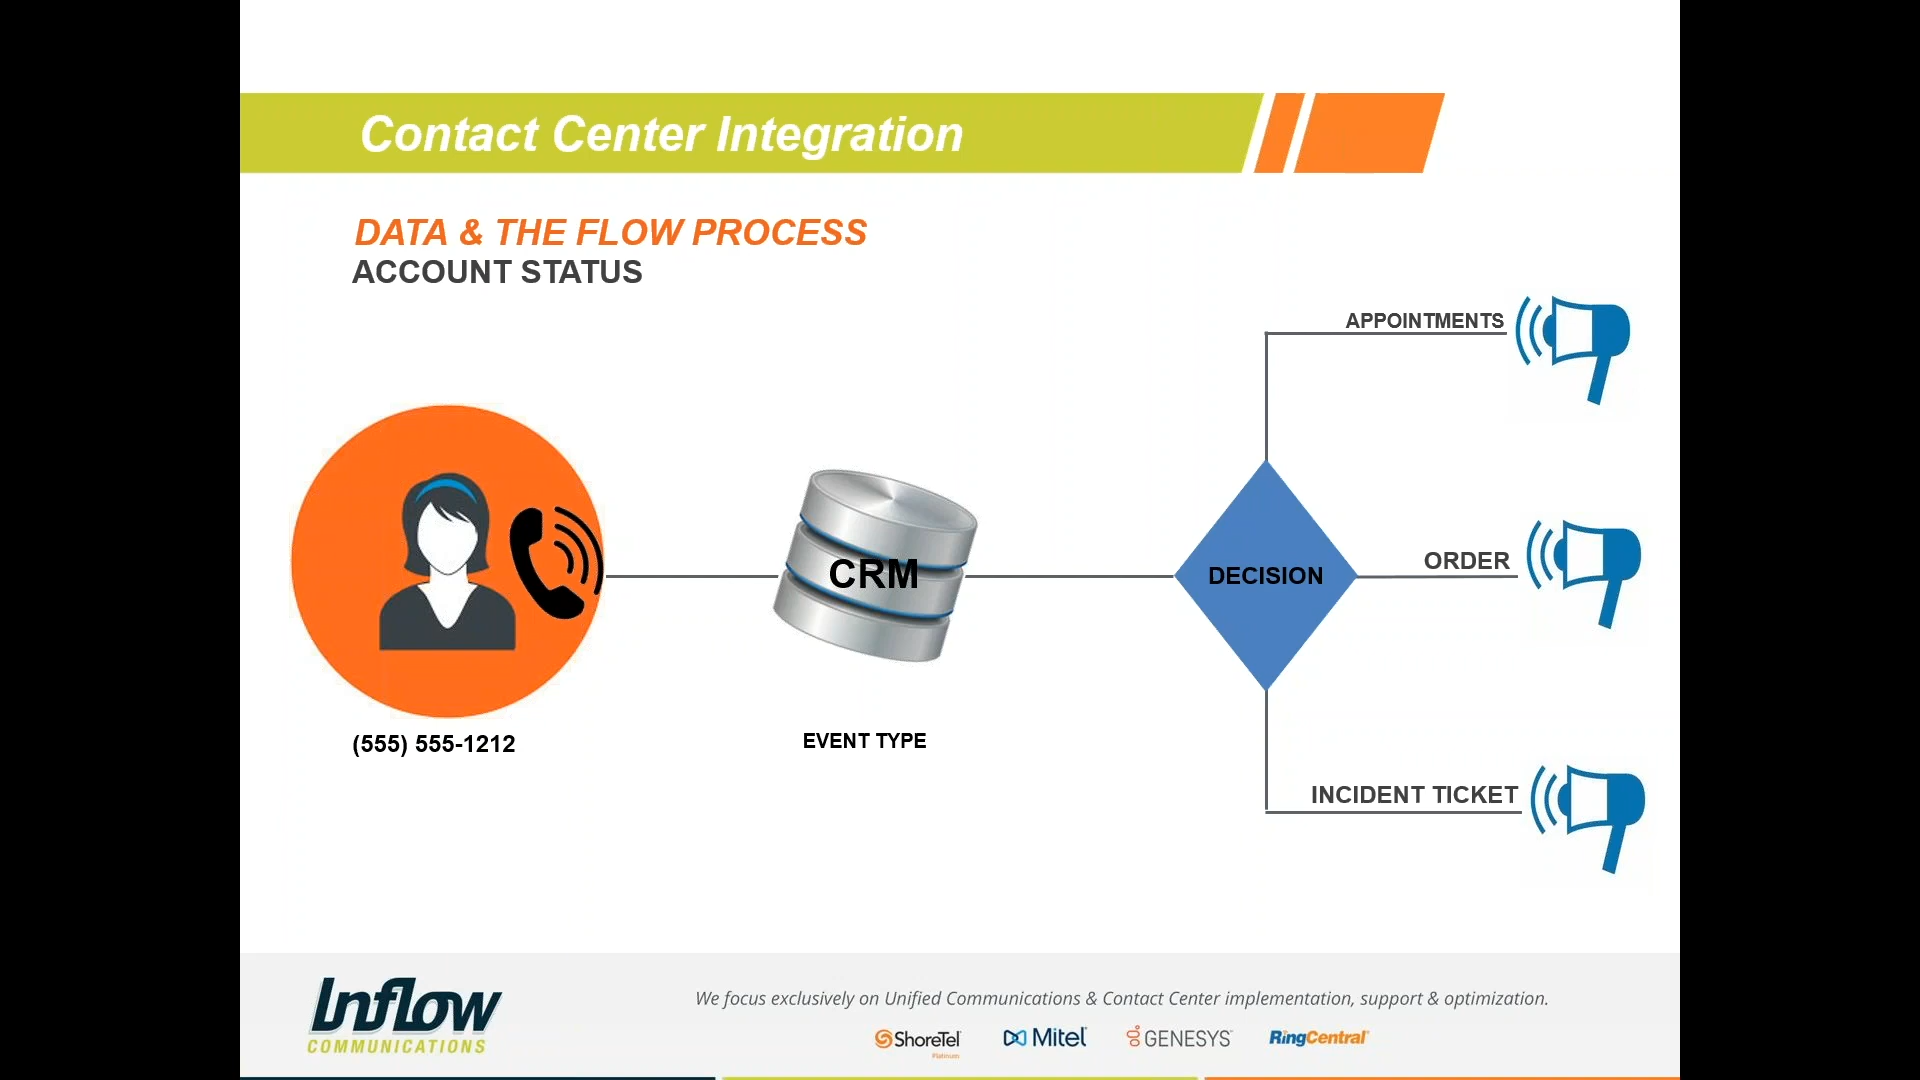 Contact Center Integration
DATA & THE FLOW PROCESS
ACCOUNT STATUS
APPOINTMENTS
ORDER
CRM
DECISION
(555) 555-1212
EVENT TYPE
INCIDENT TICKET
Inflow
COMMUNICATIONS
We focus exclusively on Unified Communications & Contact Center implementation, support & optimization.
ShoreTel
Platinum
Mitel
GENESYS
RingCentral